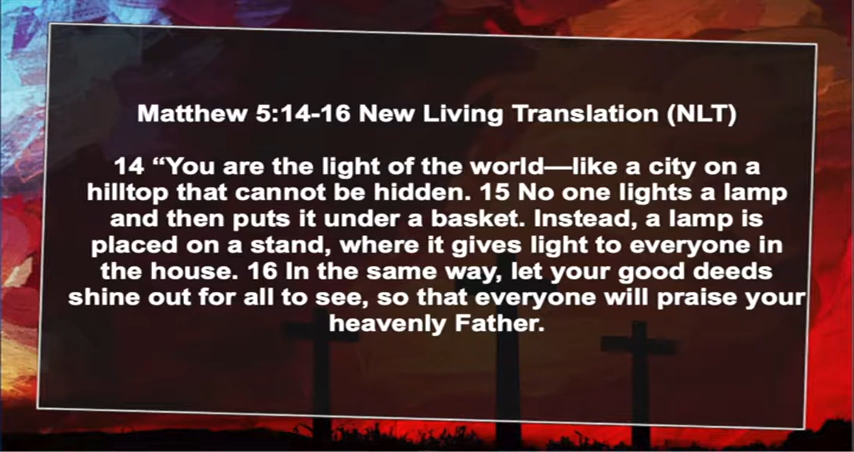 Matthew 5:14-16 New Living Translation (NLT)
14 “You are the light of the world—like a city on a
hilltop that cannot be hidden. 15 No one lights a lamp
and then puts it under a basket. Instead, a lamp is
placed on a stand, where it gives light to everyone in
the house. 16 In the same way, let your good deeds
shine out for all to see, so that everyone will praise your
heavenly Father.